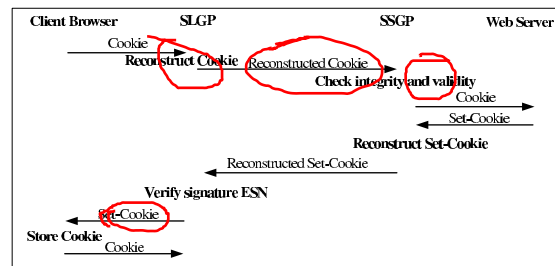 Client Browser SLGP SSGP Web Server
Cookie
Reconstruct Cookie Reconstructed Cookie
Check integrity and validity
Cookie
Set-Cookie
Reconstruct Set-Cookie
Reconstructed Set-Cookie
Verify signature ESN
Set-Cookie
Store Cookie
Cookie